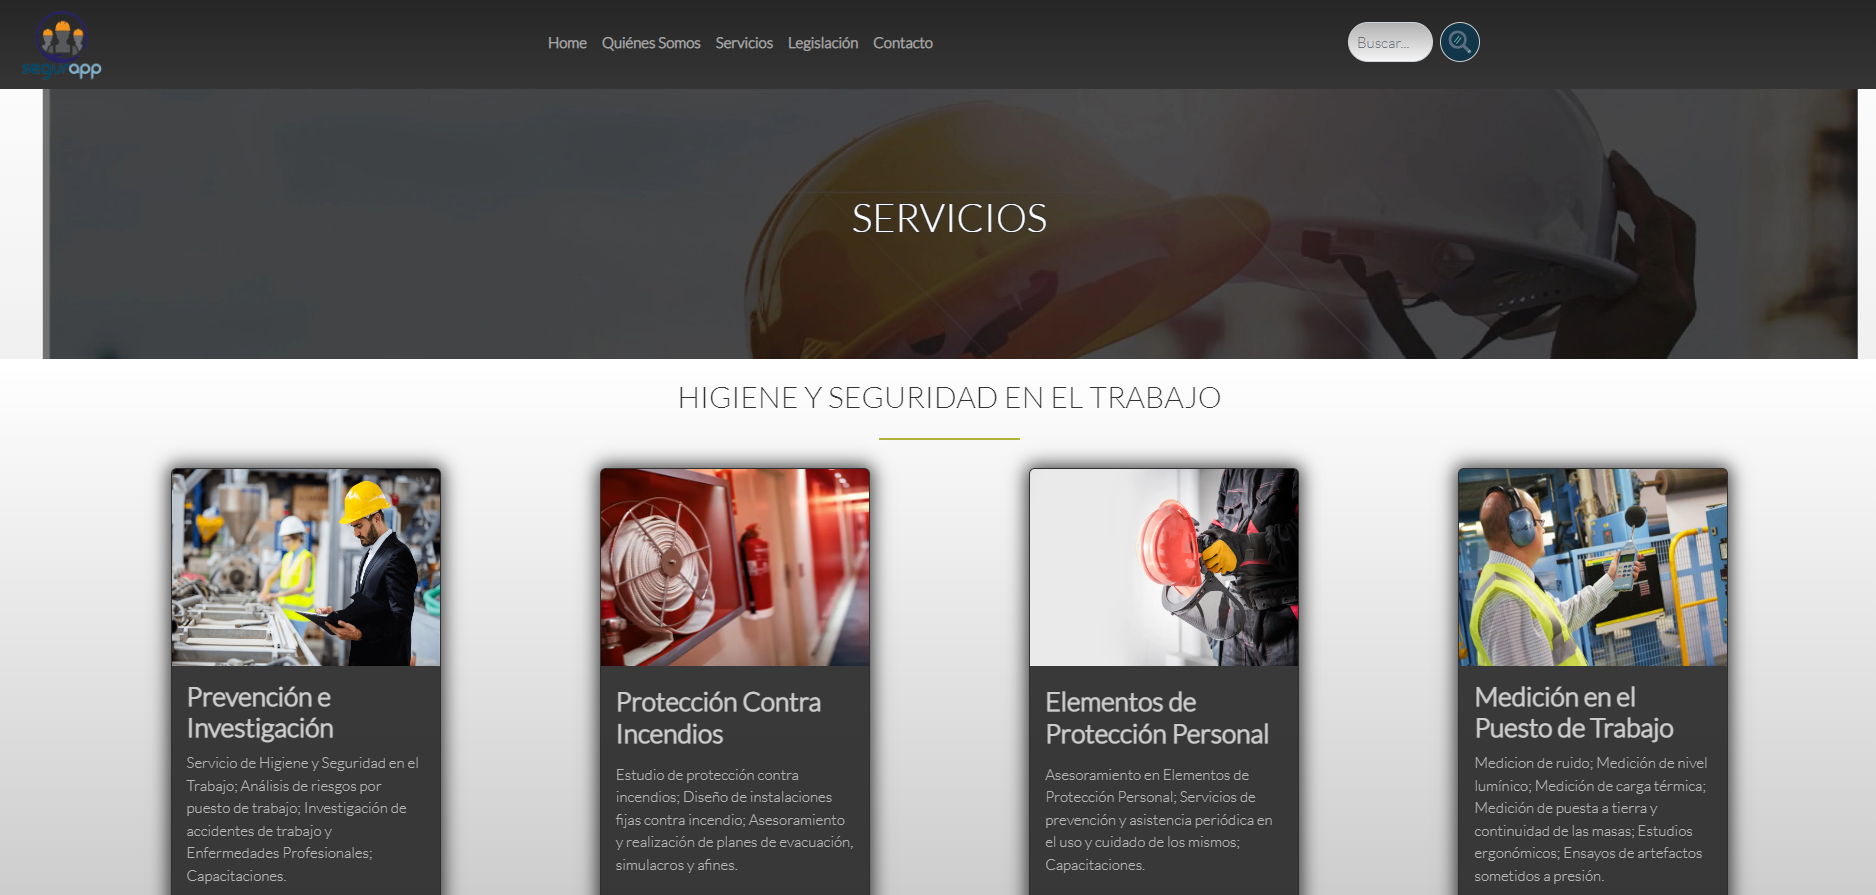 segurapp
Home Quiénes Somos Servicios Legislación Contacto
Buscar...
SERVICIOS
HIGIENE Y SEGURIDAD EN EL TRABAJO
Prevención e
Investigación
Servicio de Higiene y Seguridad en el
Trabajo; Análisis de riesgos por
puesto de trabajo; Investigación de
accidentes de trabajo y
Enfermedades Profesionales;
Capacitaciones.
Protección Contra
Incendios
Estudio de protección contra
incendios; Diseño de instalaciones
fijas contra incendio; Asesoramiento
y realización de planes de evacuación,
simulacros y afines.
Elementos de
Protección Personal
Asesoramiento en Elementos de
Protección Personal; Servicios de
prevención y asistencia periódica en
el uso y cuidado de los mismos;
Capacitaciones.
Medición en el
Puesto de Trabajo
Medicion de ruido; Medición de nivel
lumínico; Medición de carga térmica;
Medición de puesta a tierra y
continuidad de las masas; Estudios
ergonómicos; Ensayos de artefactos
sometidos a presión.